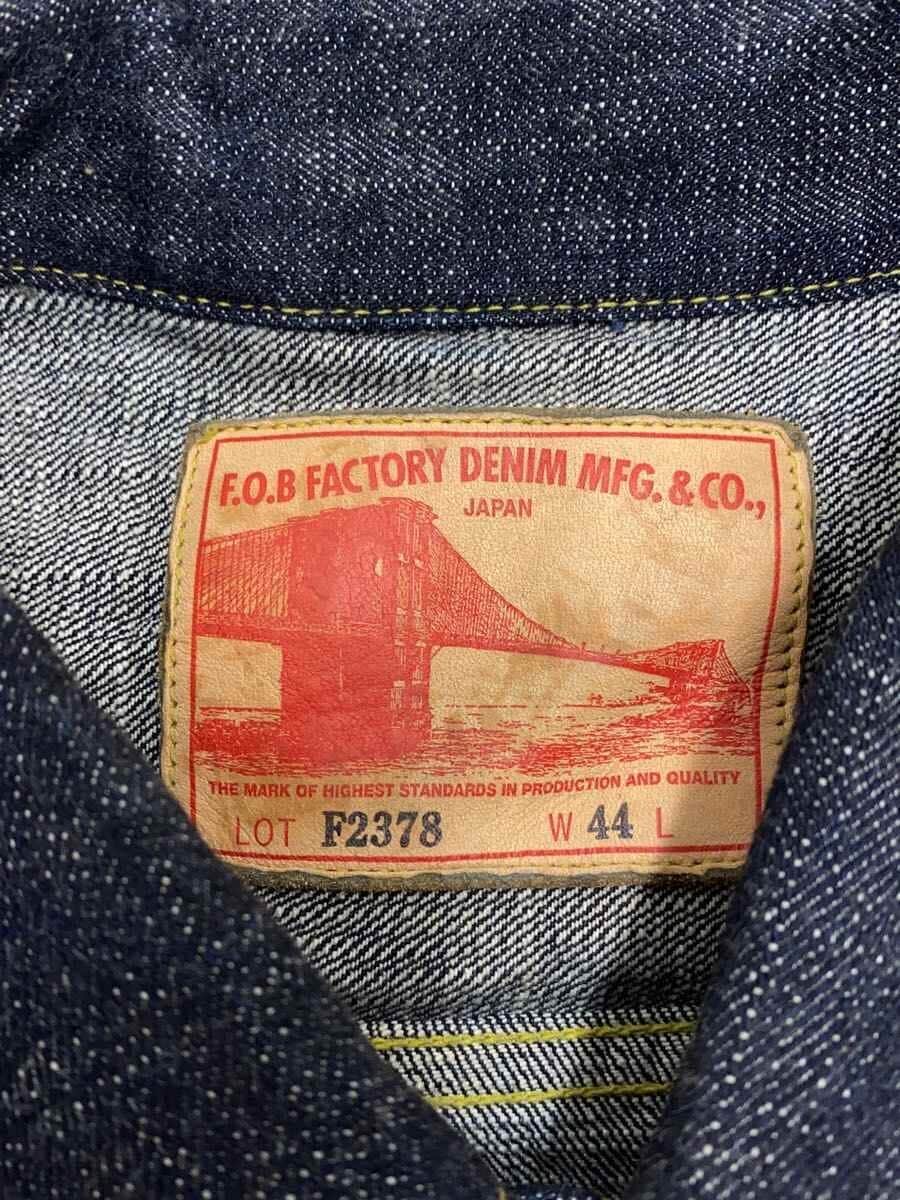 F.O.B FACTORY DENIM MFG. & CO.,
JAPAN
THE MARK OF HIGHEST STANDARDS IN PRODUCTION AND QUALITY
LOT F2378 W 44 L